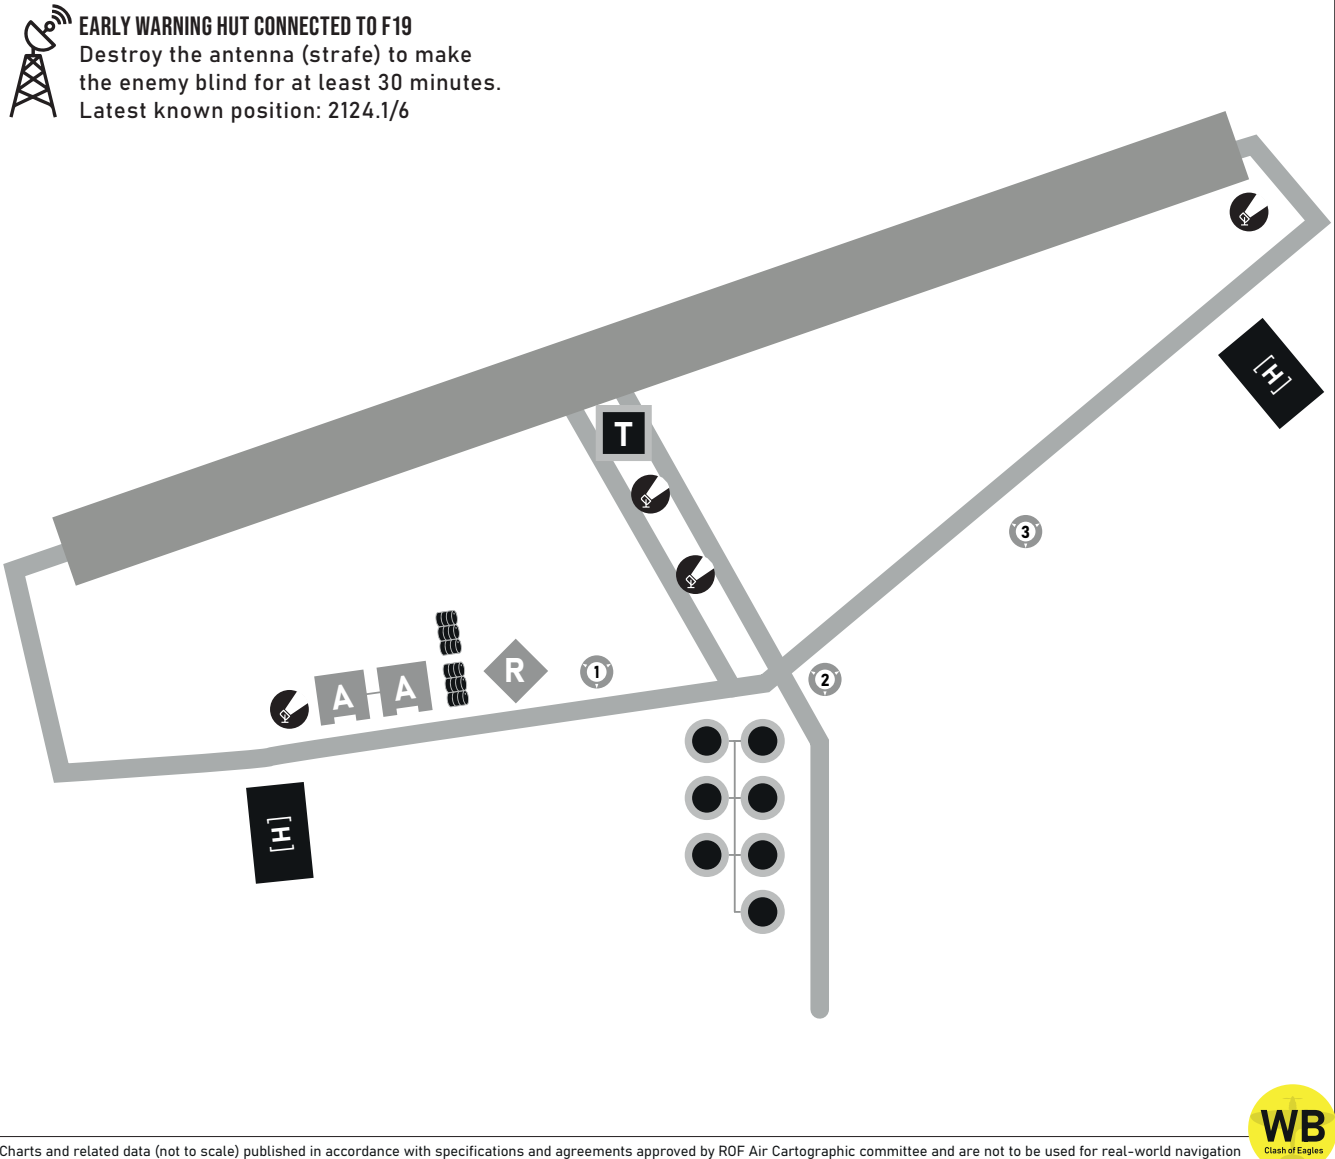 EARLY WARNING HUT CONNECTED TO F19
Destroy the antenna (strafe) to make
the enemy blind for at least 30 minutes.
Latest known position: 2124.1/6
[H]
T
3
A
A
R
1
2
[H]
WB
Clash of Eagles
Charts and related data (not to scale) published in accordance with specifications and agreements approved by ROF Air Cartographic committee and are not to be used for real-world navigation